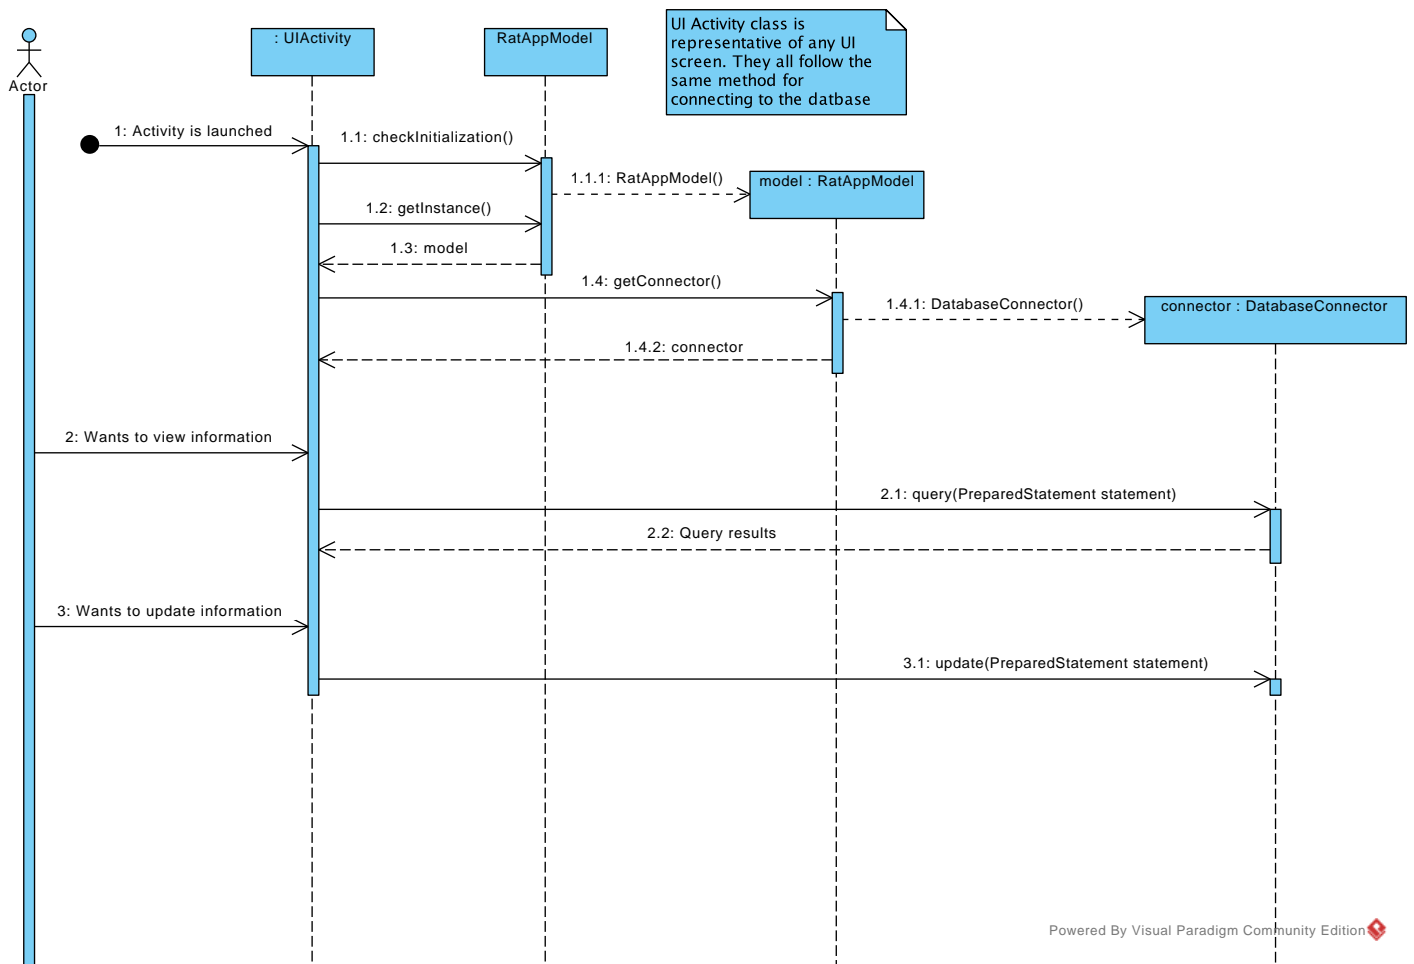 UI Activity class is
representative of any UI
screen. They all follow the
same method for
connecting to the datbase
: UIActivity
RatAppModel
Actor
1: Activity is launched
1.1: checkInitialization()
1.1.1: RatAppModel()
model : RatAppModel
1.2: getInstance()
1.3: model
1.4: getConnector()
1.4.1: DatabaseConnector()
connector : DatabaseConnector
1.4.2: connector
2: Wants to view information
2.1: query(PreparedStatement statement)
2.2: Query results
3: Wants to update information
3.1: update(PreparedStatement statement)
Powered By Visual Paradigm Community Edition